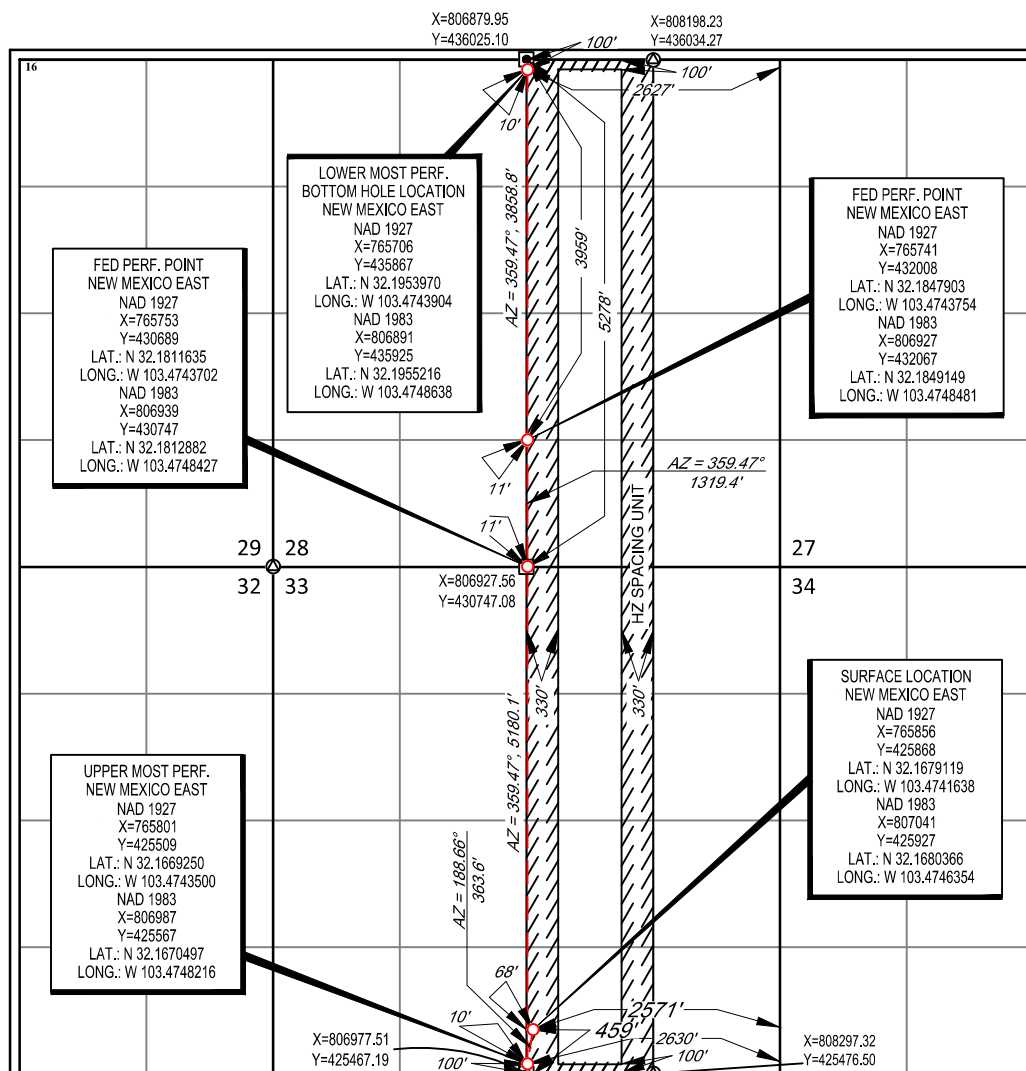 X=806879.95
Y=436025.10
X=808198.23
Y=436034.27
100'
16
100'
2627'
10'
LOWER MOST PERF.
BOTTOM HOLE LOCATION
NEW MEXICO EAST
NAD 1927
X=765706
Y=435867
LAT.: N 32.1953970
LONG.: W 103.4743904
NAD 1983
X=806891
Y=435925
LAT.: N 32.1955216
LONG.: W 103.4748638
AZ = 359.47°, 3858.8'
3959'
5278'
FED PERF. POINT
NEW MEXICO EAST
NAD 1927
X=765741
Y=432008
LAT.: N 32.1847903
LONG.: W 103.4743754
NAD 1983
X=806927
Y=432067
LAT.: N 32.1849149
LONG.: W 103.4748481
FED PERF. POINT
NEW MEXICO EAST
NAD 1927
X=765753
Y=430689
LAT.: N 32.1811635
LONG.: W 103.4743702
NAD 1983
X=806939
Y=430747
LAT.: N 32.1812882
LONG.: W 103.4748427
AZ = 359.47°
1319.4'
11'
11'
HZ SPACING UNIT
29 28
27
32 33
34
X=806927.56
Y=430747.08
330'
330'
AZ = 359.47°, 5180.1'
SURFACE LOCATION
NEW MEXICO EAST
NAD 1927
X=765856
Y=425868
LAT.: N 32.1679119
LONG.: W 103.4741638
NAD 1983
X=807041
Y=425927
LAT.: N 32.1680366
LONG.: W 103.4746354
UPPER MOST PERF.
NEW MEXICO EAST
NAD 1927
X=765801
Y=425509
LAT.: N 32.1669250
LONG.: W 103.4743500
NAD 1983
X=806987
Y=425567
LAT.: N 32.1670497
LONG.: W 103.4748216
AZ = 188.66°
363.6'
68'
2571'
10'
459'
2630'
X=806977.51
Y=425467.19
100'
100'
X=808297.32
Y=425476.50